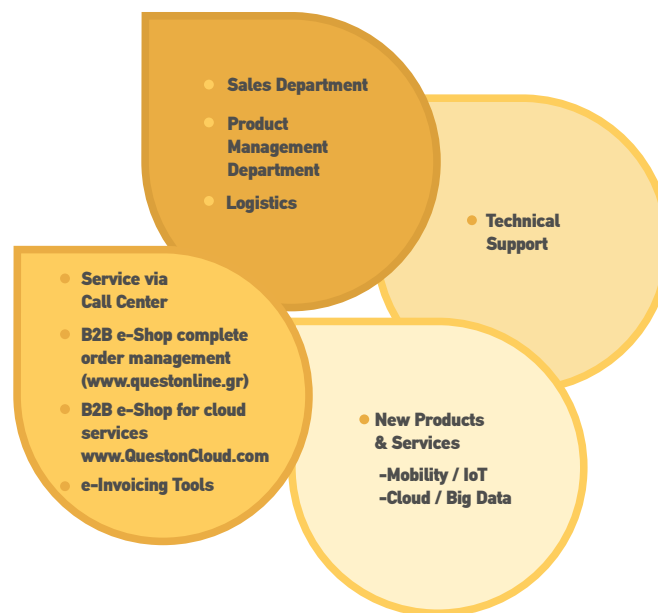 • Sales Department
• Product
Management
Department
• Logistics
• Technical
Support
• Service via
Call Center
• B2B e-Shop complete
order management
(www.questonline.gr)
• B2B e-Shop for cloud
services
www.QuestonCloud.com
• e-Invoicing Tools
• New Products
& Services
-Mobility / IoT
-Cloud / Big Data